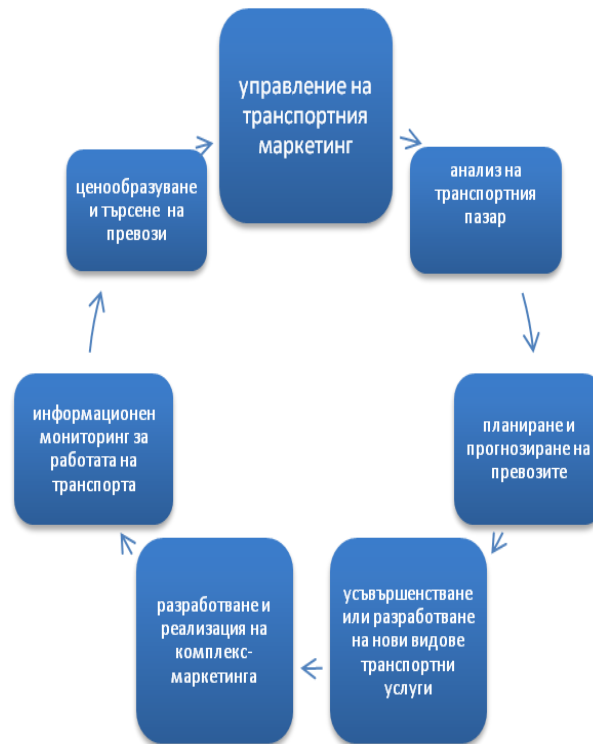 управление на
транспортния
маркетинг
анализ на
транспортния
пазар
планиране и
прогнозиране на
превозите
усъвършенстване
или разработване
на нови видове
транспортни
услуги
разработване и
реализация на
комплекс-
маркетинга
информационен
мониторинг за
работата на
транспорта
ценообразуване
и търсене на
превози